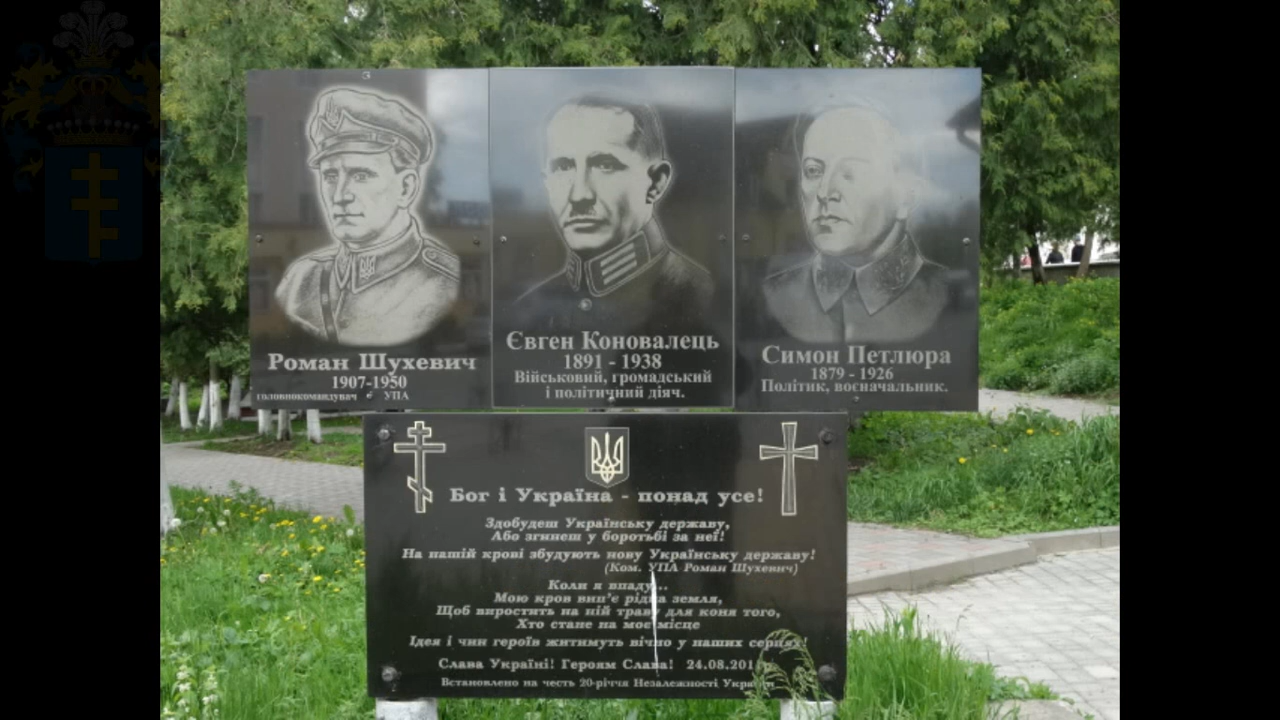 Роман Шухевич
1907-1950
головнокомандувач УПА
Євген Коновалець
1891 - 1938
Військовий, громадський
і політичний діяч.
Симон Петлюра
1879 - 1926
Політик, воєначальник.
Бог і Україна - понад усе!
Здобудеш Українську державу,
Або згинеш у боротьбі за неї!
На нашій крові збудують нову Українську державу!
(Ком. УПА Роман Шухевич)
Коли я впаду...
Мою кров вип'є рідна земля,
Щоб виростить на ній траву для коня того,
Хто стане на моє місце
Ідея і чин героїв житимуть вічно у наших серцях!
Слава Україні! Героям Слава!
Встановлено на честь 20-річчя Незалежності України